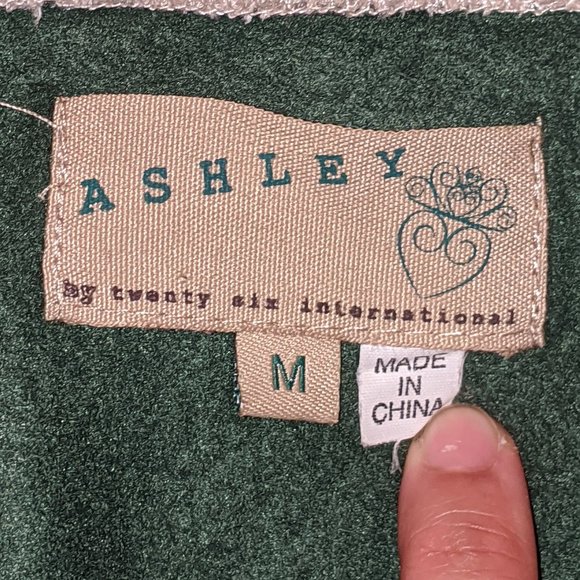 ASHLEY
by twenty six international
M
MADE
IN
CHINA